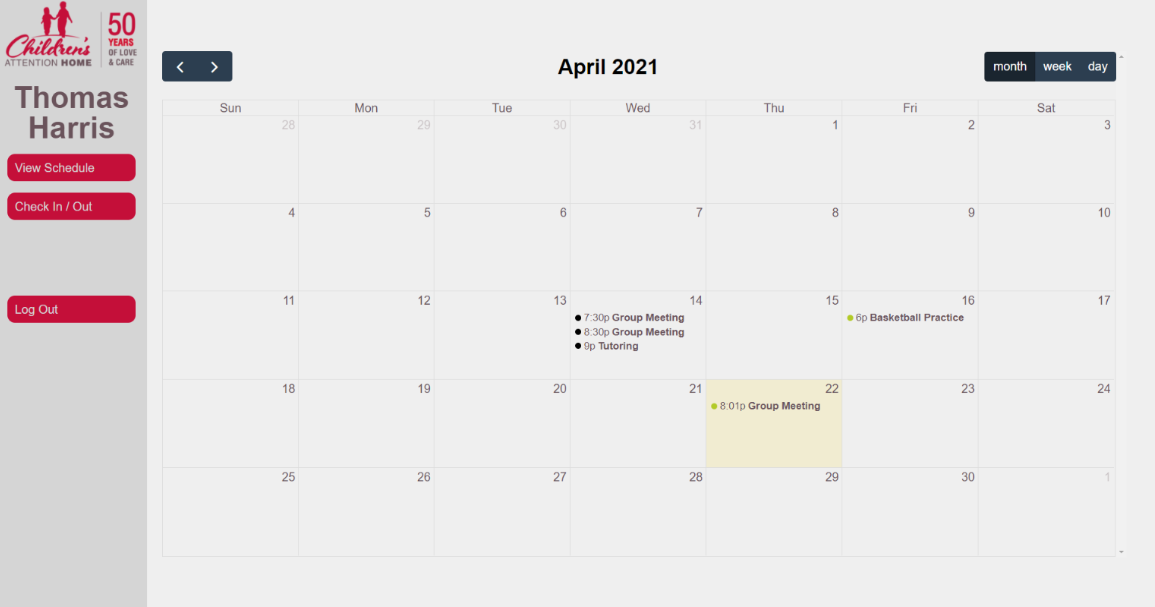 Children's
ATTENTION HOME
50
YEARS
OF LOVE
& CARE
Thomas
Harris
View Schedule
Check In / Out
Log Out
April 2021
month week day
Sun Mon Tue Wed Thu Fri Sat
28 29 30 31 1 2 3
4 5 6 7 8 9 10
11 12 13 14 15 16 17
7:30p Group Meeting
8:30p Group Meeting
9p Tutoring
6p Basketball Practice
18 19 20 21 22 23 24
8:01p Group Meeting
25 26 27 28 29 30 1